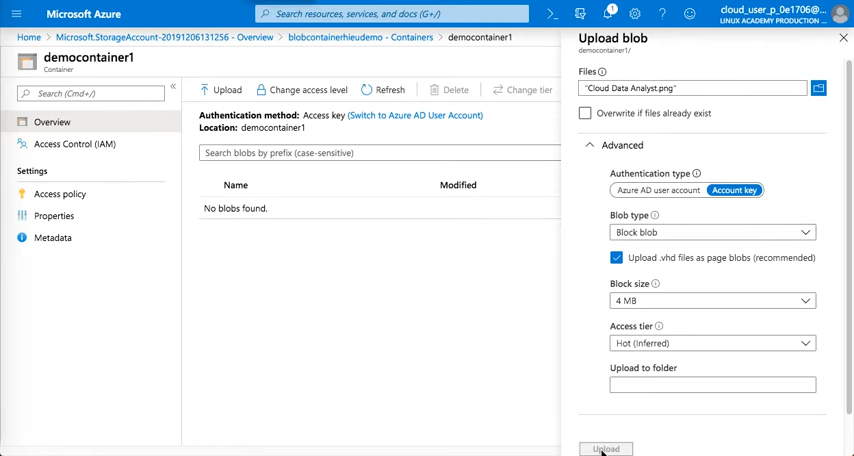 Microsoft Azure
Search resources, services, and docs (G+/)
1
cloud_user_p_0e1706@...
LINUX ACADEMY PRODUCTION ...
Home > Microsoft.StorageAccount-20191206131256 - Overview > blobcontainerhieudemo - Containers > democontainer1
democontainer1
Container
Search (Cmd+/)
«
Overview
Access Control (IAM)
Settings
Access policy
Properties
Metadata
Upload
Change access level
Refresh
Delete
Change tier
Authentication method: Access key (Switch to Azure AD User Account)
Location: democontainer1
Search blobs by prefix (case-sensitive)
Name Modified
No blobs found.
Upload blob
democontainer1/
Files
"Cloud Data Analyst.png"
Overwrite if files already exist
Advanced
Authentication type
Azure AD user account Account key
Blob type
Block blob
Upload .vhd files as page blobs (recommended)
Block size
4 MB
Access tier
Hot (Inferred)
Upload to folder
Upload